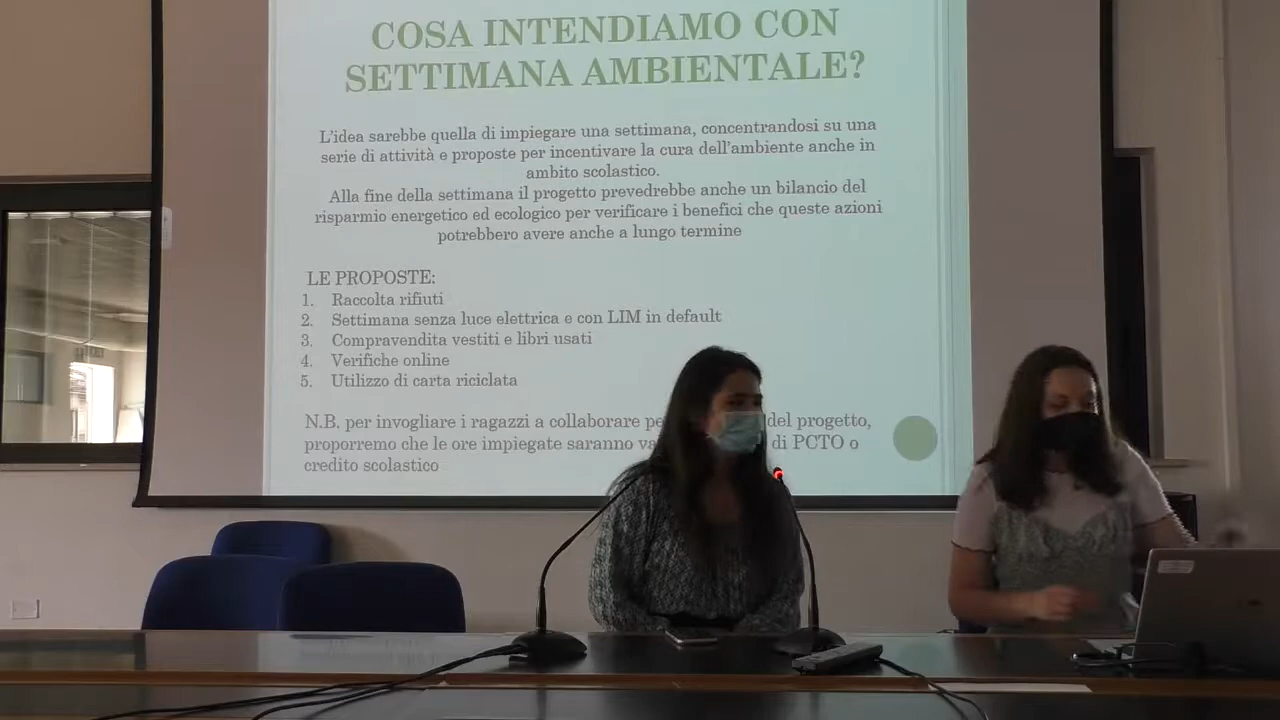 COSA INTENDIAMO CON
SETTIMANA AMBIENTALE?
L'idea sarebbe quella di impiegare una settimana, concentrandosi su una
serie di attività e proposte per incentivare la cura dell'ambiente anche in
ambito scolastico.
Alla fine della settimana il progetto prevedrebbe anche un bilancio del
risparmio energetico ed ecologico per verificare i benefici che queste azioni
potrebbero avere anche a lungo termine
LE PROPOSTE:
1. Raccolta rifiuti
2. Settimana senza luce elettrica e con LIM in default
3. Compravendita vestiti e libri usati
4. Verifiche online
5. Utilizzo di carta riciclata
N.B. per invogliare i ragazzi a collaborare del progetto,
proporremo che le ore impiegate saranno di PCTO o
credito scolastico